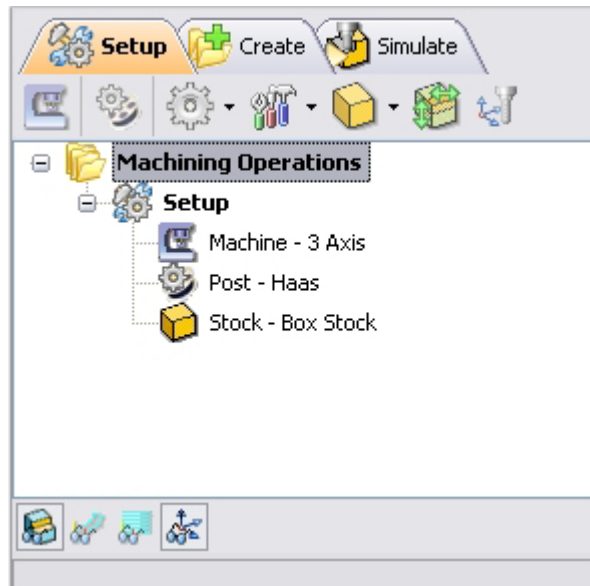 Setup Create Simulate
Machining Operations
Setup
Machine - 3 Axis
Post - Haas
Stock - Box Stock